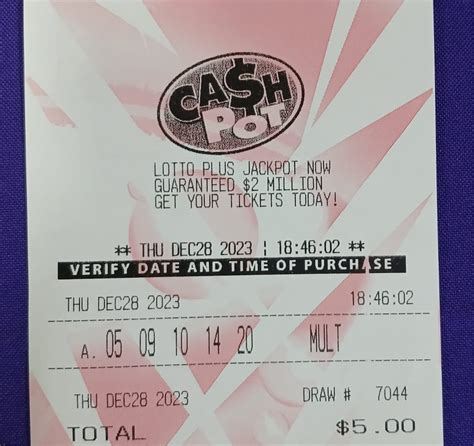 CA$H
POT
LOTTO PLUS JACKPOT NOW
GUARANTEED $2 MILLION
GET YOUR TICKETS TODAY!
** THU DEC28 2023 ¦ 18:46:02 **
VERIFY DATE AND TIME OF PURCHASE
THU DEC28 2023 18:46:02
A. 05 09 10 14 20 MULT
THU DEC28 2023 DRAW # 7044
TOTAL $5.00